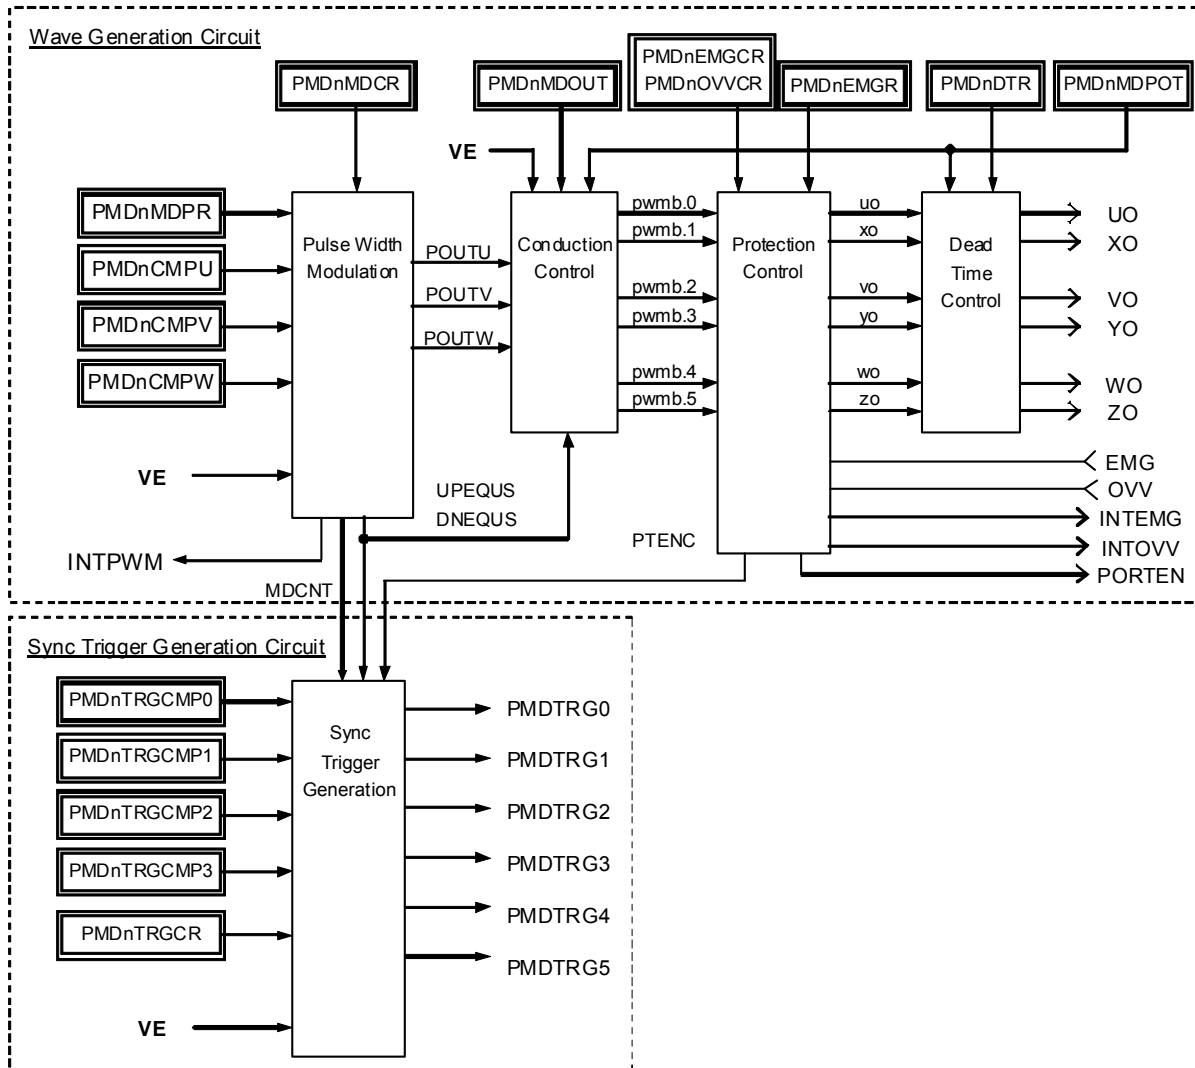 Wave Generation Circuit
PMDnMDCR
PMDnMDOUT
PMDnEMGCR
PMDnOVVCR
PMDnEMGR
PMDnDTR
PMDnMDPOT
VE
PMDnMDPR
PMDnCMPU
PMDnCMPV
PMDnCMPW
VE
Pulse Width
Modulation
POUTU
POUTV
POUTW
Conduction
Control
pwmb.0
pwmb.1
pwmb.2
pwmb.3
pwmb.4
pwmb.5
Protection
Control
uo
xo
vo
yo
wo
zo
Dead
Time
Control
UO
XO
VO
YO
WO
ZO
EMG
OVV
INTEMG
INTOVV
PORTEN
UPEQUS
DNEQUS
PTENC
INTPWM
MDCNT
Sync Trigger Generation Circuit
PMDnTRGCMP0
PMDnTRGCMP1
PMDnTRGCMP2
PMDnTRGCMP3
PMDnTRGCR
VE
Sync
Trigger
Generation
PMDTRG0
PMDTRG1
PMDTRG2
PMDTRG3
PMDTRG4
PMDTRG5